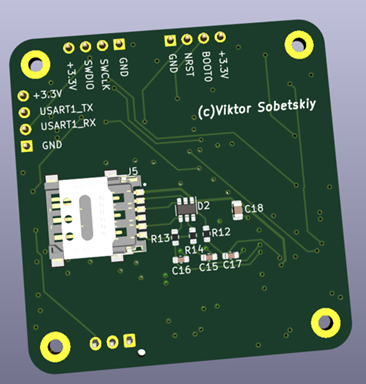 +3.3V
SWDIO
SWCLK
GND
GND
NRST
BOOT0
+3.3V
+3.3V
USART1_TX
USART1_RX
GND
(c)Viktor Sobetskiy
J5
D2
C18
R13
R12
R14
C16
C15
C17